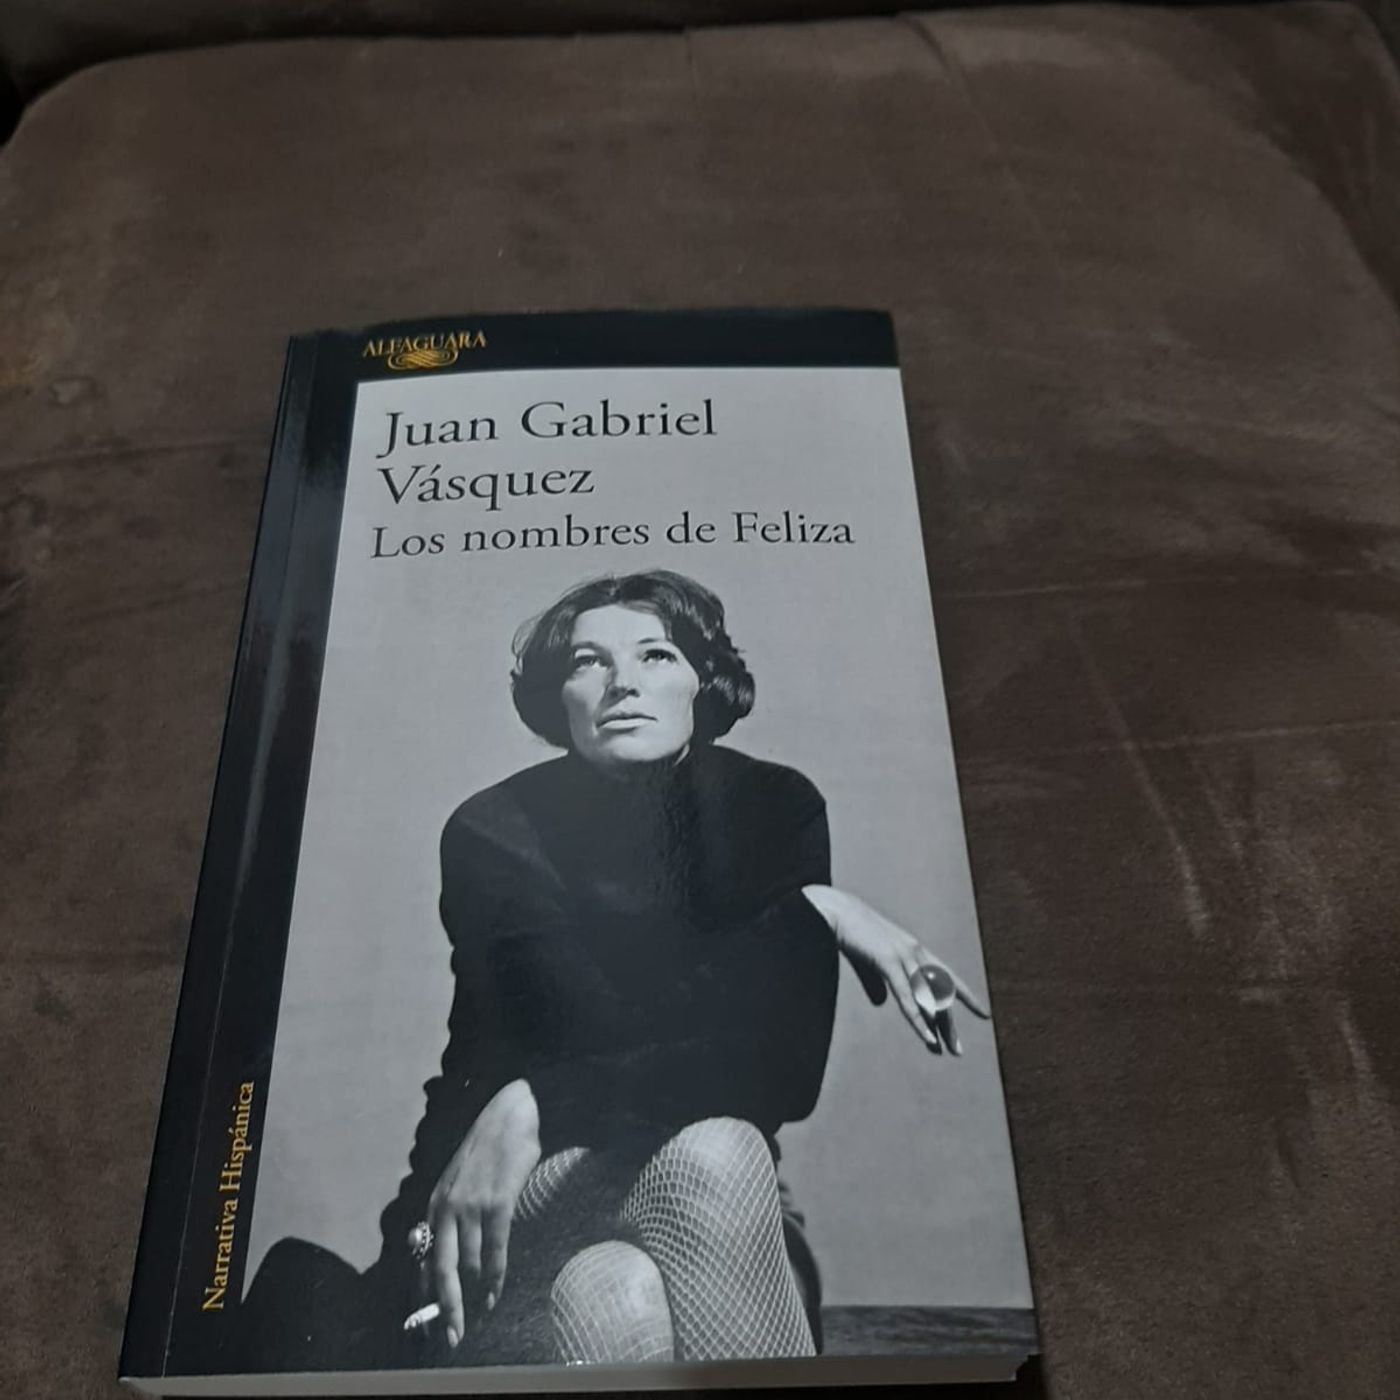 ALFAGUARA
Juan Gabriel
Vásquez
Los nombres de Feliza
Narrativa Hispánica